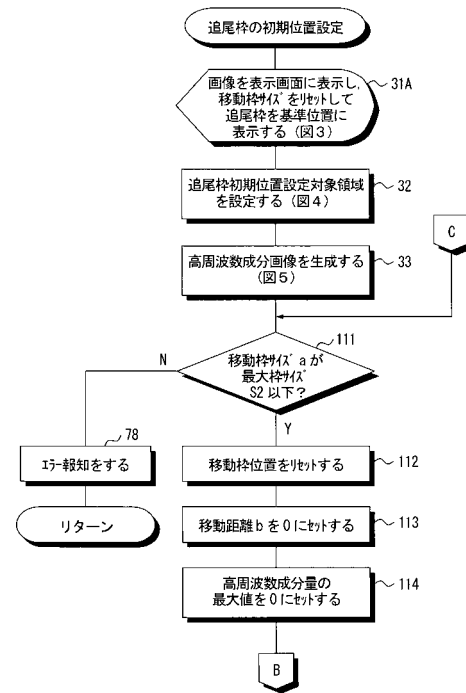 追尾枠の初期位置設定
画像を表示画面に表示し,
移動枠サイズをリセットして
追尾枠を基準位置に
表示する(図3)
31A
追尾枠初期位置設定対象領域
を設定する(図4)
32
C
高周波数成分画像を生成する
(図5)
33
111
移動枠サイズaが
最大枠サイズ
S2以下?
N
Y
78
エラー報知をする
リターン
移動枠位置をリセットする
112
移動距離bを0にセットする
113
高周波数成分量の
最大値を0にセットする
114
B